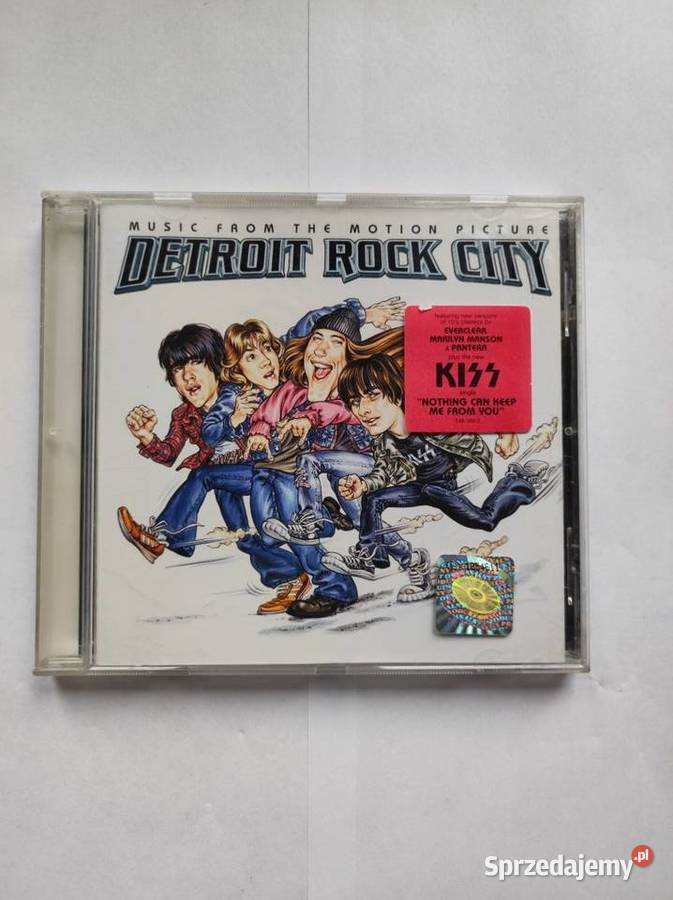 MUSIC FROM THE MOTION PICTURE
DETROIT ROCK CITY
featuring new versions
of 70's classics by
EVERCLEAR
MARILYN MANSON
& PANTERA
plus the new
KISS
single
"NOTHING CAN KEEP
ME FROM YOU"
Sprzedajemy.pl